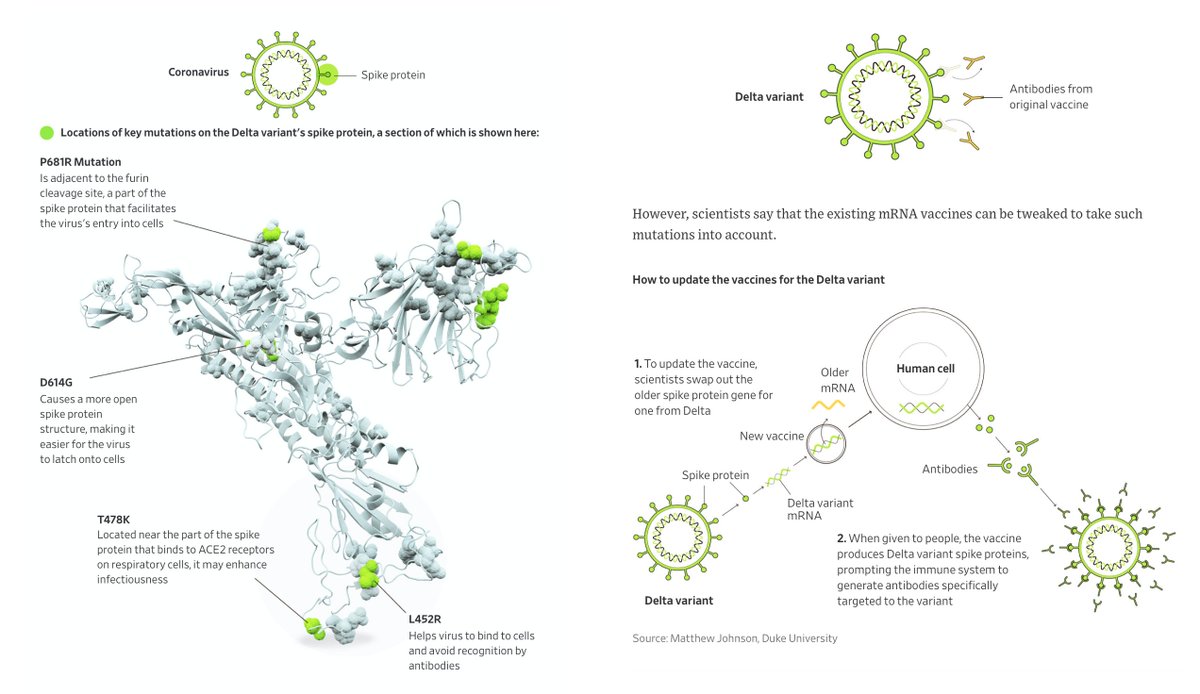 Coronavirus
Spike protein
Locations of key mutations on the Delta variant’s spike protein, a section of which is shown here:
P681R Mutation
Is adjacent to the furin
cleavage site, a part of the
spike protein that facilitates
the virus’s entry into cells
D614G
Causes a more open
spike protein
structure, making it
easier for the virus
to latch onto cells
T478K
Located near the part of the spike
protein that binds to ACE2 receptors
on respiratory cells, it may enhance
infectiousness
L452R
Helps virus to bind to cells
and avoid recognition by
antibodies
Delta variant
Antibodies from
original vaccine
However, scientists say that the existing mRNA vaccines can be tweaked to take such
mutations into account.
How to update the vaccines for the Delta variant
1. To update the vaccine,
scientists swap out the
older spike protein gene for
one from Delta
Older
mRNA
Human cell
New vaccine
Spike protein
Delta variant
mRNA
Antibodies
Delta variant
2. When given to people, the vaccine
produces Delta variant spike proteins,
prompting the immune system to
generate antibodies specifically
targeted to the variant
Source: Matthew Johnson, Duke University